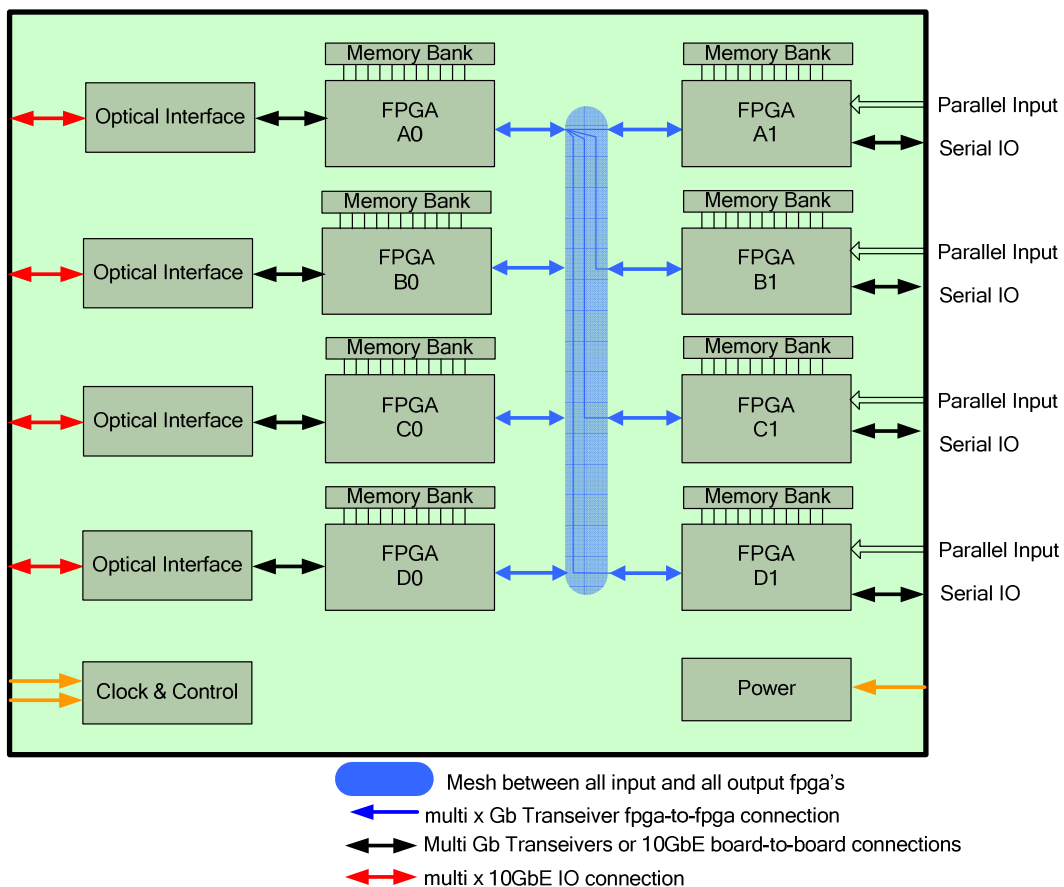 Memory Bank
Memory Bank
Optical Interface
FPGA
A0
FPGA
A1
Parallel Input
Serial IO
Memory Bank
Memory Bank
Optical Interface
FPGA
B0
FPGA
B1
Parallel Input
Serial IO
Memory Bank
Memory Bank
Optical Interface
FPGA
C0
FPGA
C1
Parallel Input
Serial IO
Memory Bank
Memory Bank
Optical Interface
FPGA
D0
FPGA
D1
Parallel Input
Serial IO
Clock & Control
Power
Mesh between all input and all output fpga's
multi x Gb Transeiver fpga-to-fpga connection
Multi Gb Transeivers or 10GbE board-to-board connections
multi x 10GbE IO connection